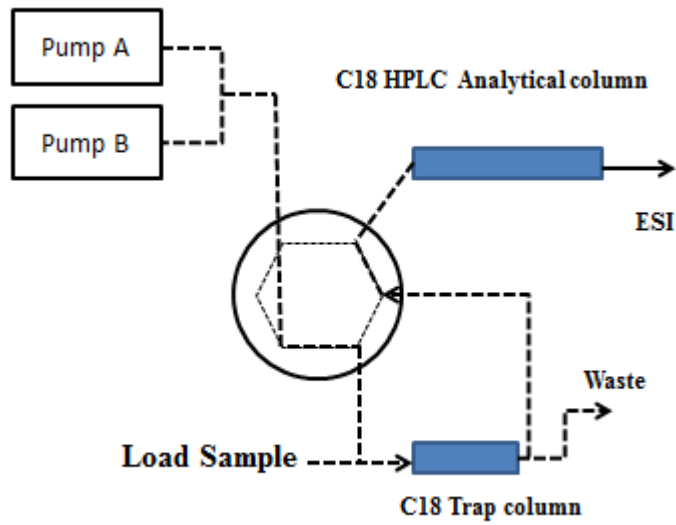 Pump A
C18 HPLC Analytical column
Pump B
ESI
Waste
Load Sample
C18 Trap column